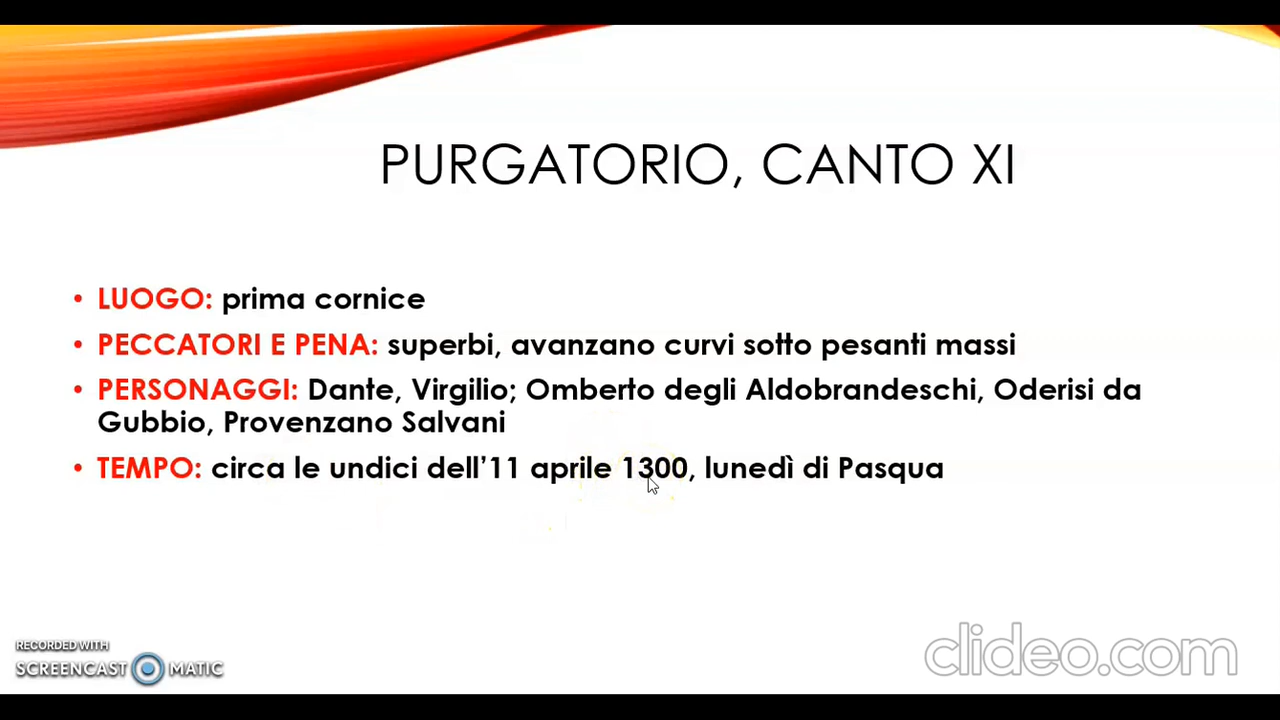 PURGATORIO, CANTO XI
• LUOGO: prima cornice
• PECCATORI E PENA: superbi, avanzano curvi sotto pesanti massi
• PERSONAGGI: Dante, Virgilio; Omberto degli Aldobrandeschi, Oderisi da
Gubbio, Provenzano Salvani
• TEMPO: circa le undici dell’11 aprile 1300, lunedì di Pasqua
RECORDED WITH
SCREENCAST MATIC
clideo.com